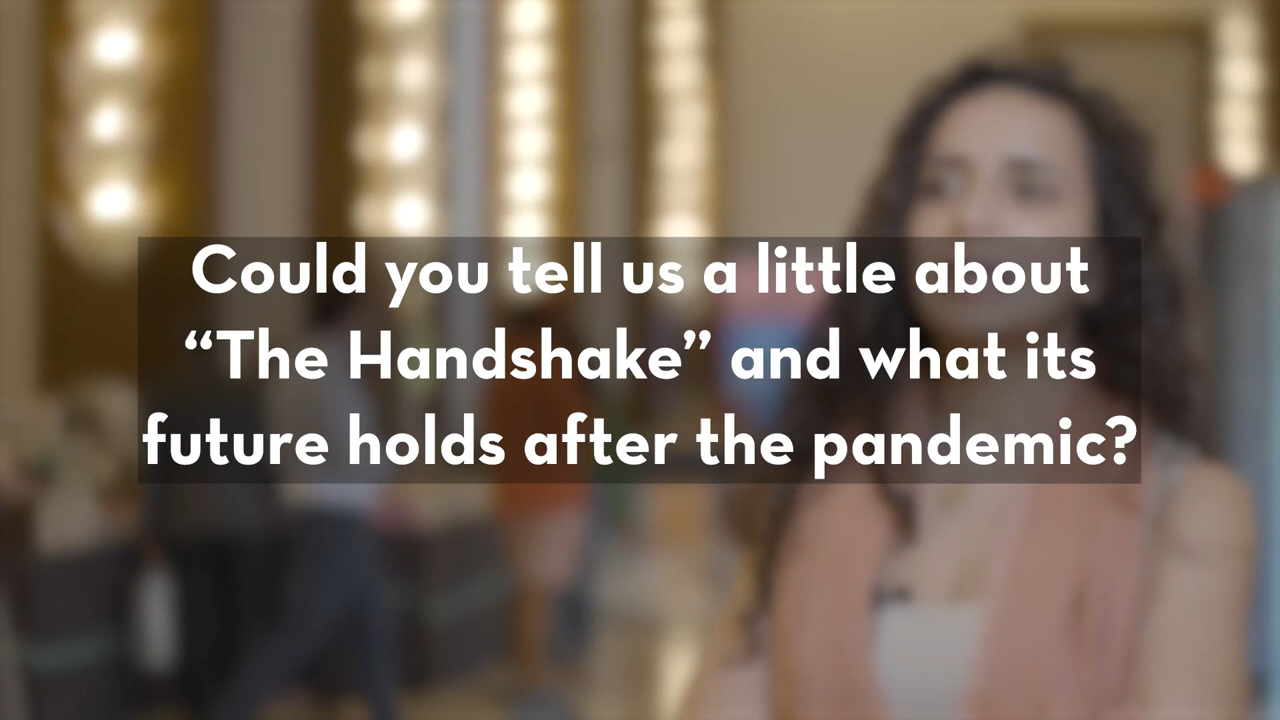 Could you tell us a little about
“The Handshake” and what its
future holds after the pandemic?